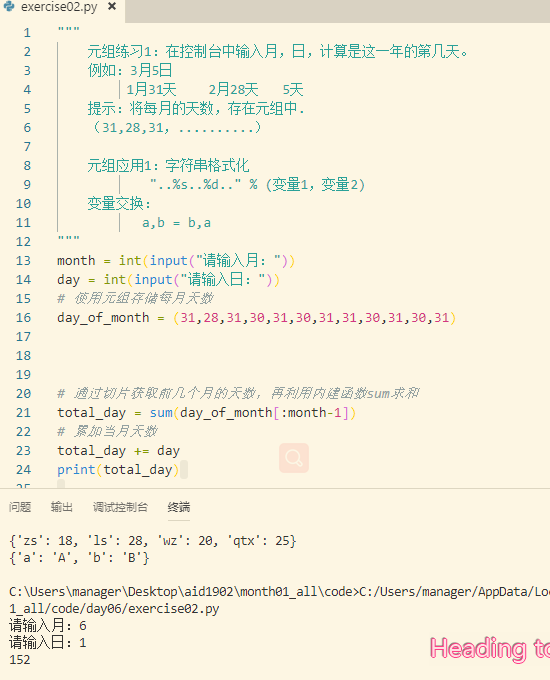 exercise02.py ×
1 """
2 元组练习1：在控制台中输入月，日，计算是这一年的第几天。
3 例如：3月5日
4 1月31天 2月28天 5天
5 提示：将每月的天数，存在元组中.
6 （31,28,31，..........）
7
8 元组应用1：字符串格式化
9 "..%s..%d.." % (变量1，变量2)
10 变量交换：
11 a,b = b,a
12 """
13 month = int(input("请输入月："))
14 day = int(input("请输入日："))
15 # 使用元组存储每月天数
16 day_of_month = (31,28,31,30,31,30,31,31,30,31,30,31)
17
18
19
20 # 通过切片获取前几个月的天数，再利用内建函数sum求和
21 total_day = sum(day_of_month[:month-1])
22 # 累加当月天数
23 total_day += day
24 print(total_day)
问题 输出 调试控制台 终端
{'zs': 18, 'ls': 28, 'wz': 20, 'qtx': 25}
{'a': 'A', 'b': 'B'}
C:\Users\manager\Desktop\aid1902\month01_all\code>C:/Users/manager/AppData/Lo
1_all/code/day06/exercise02.py
请输入月：6
请输入日：1
152
Heading to